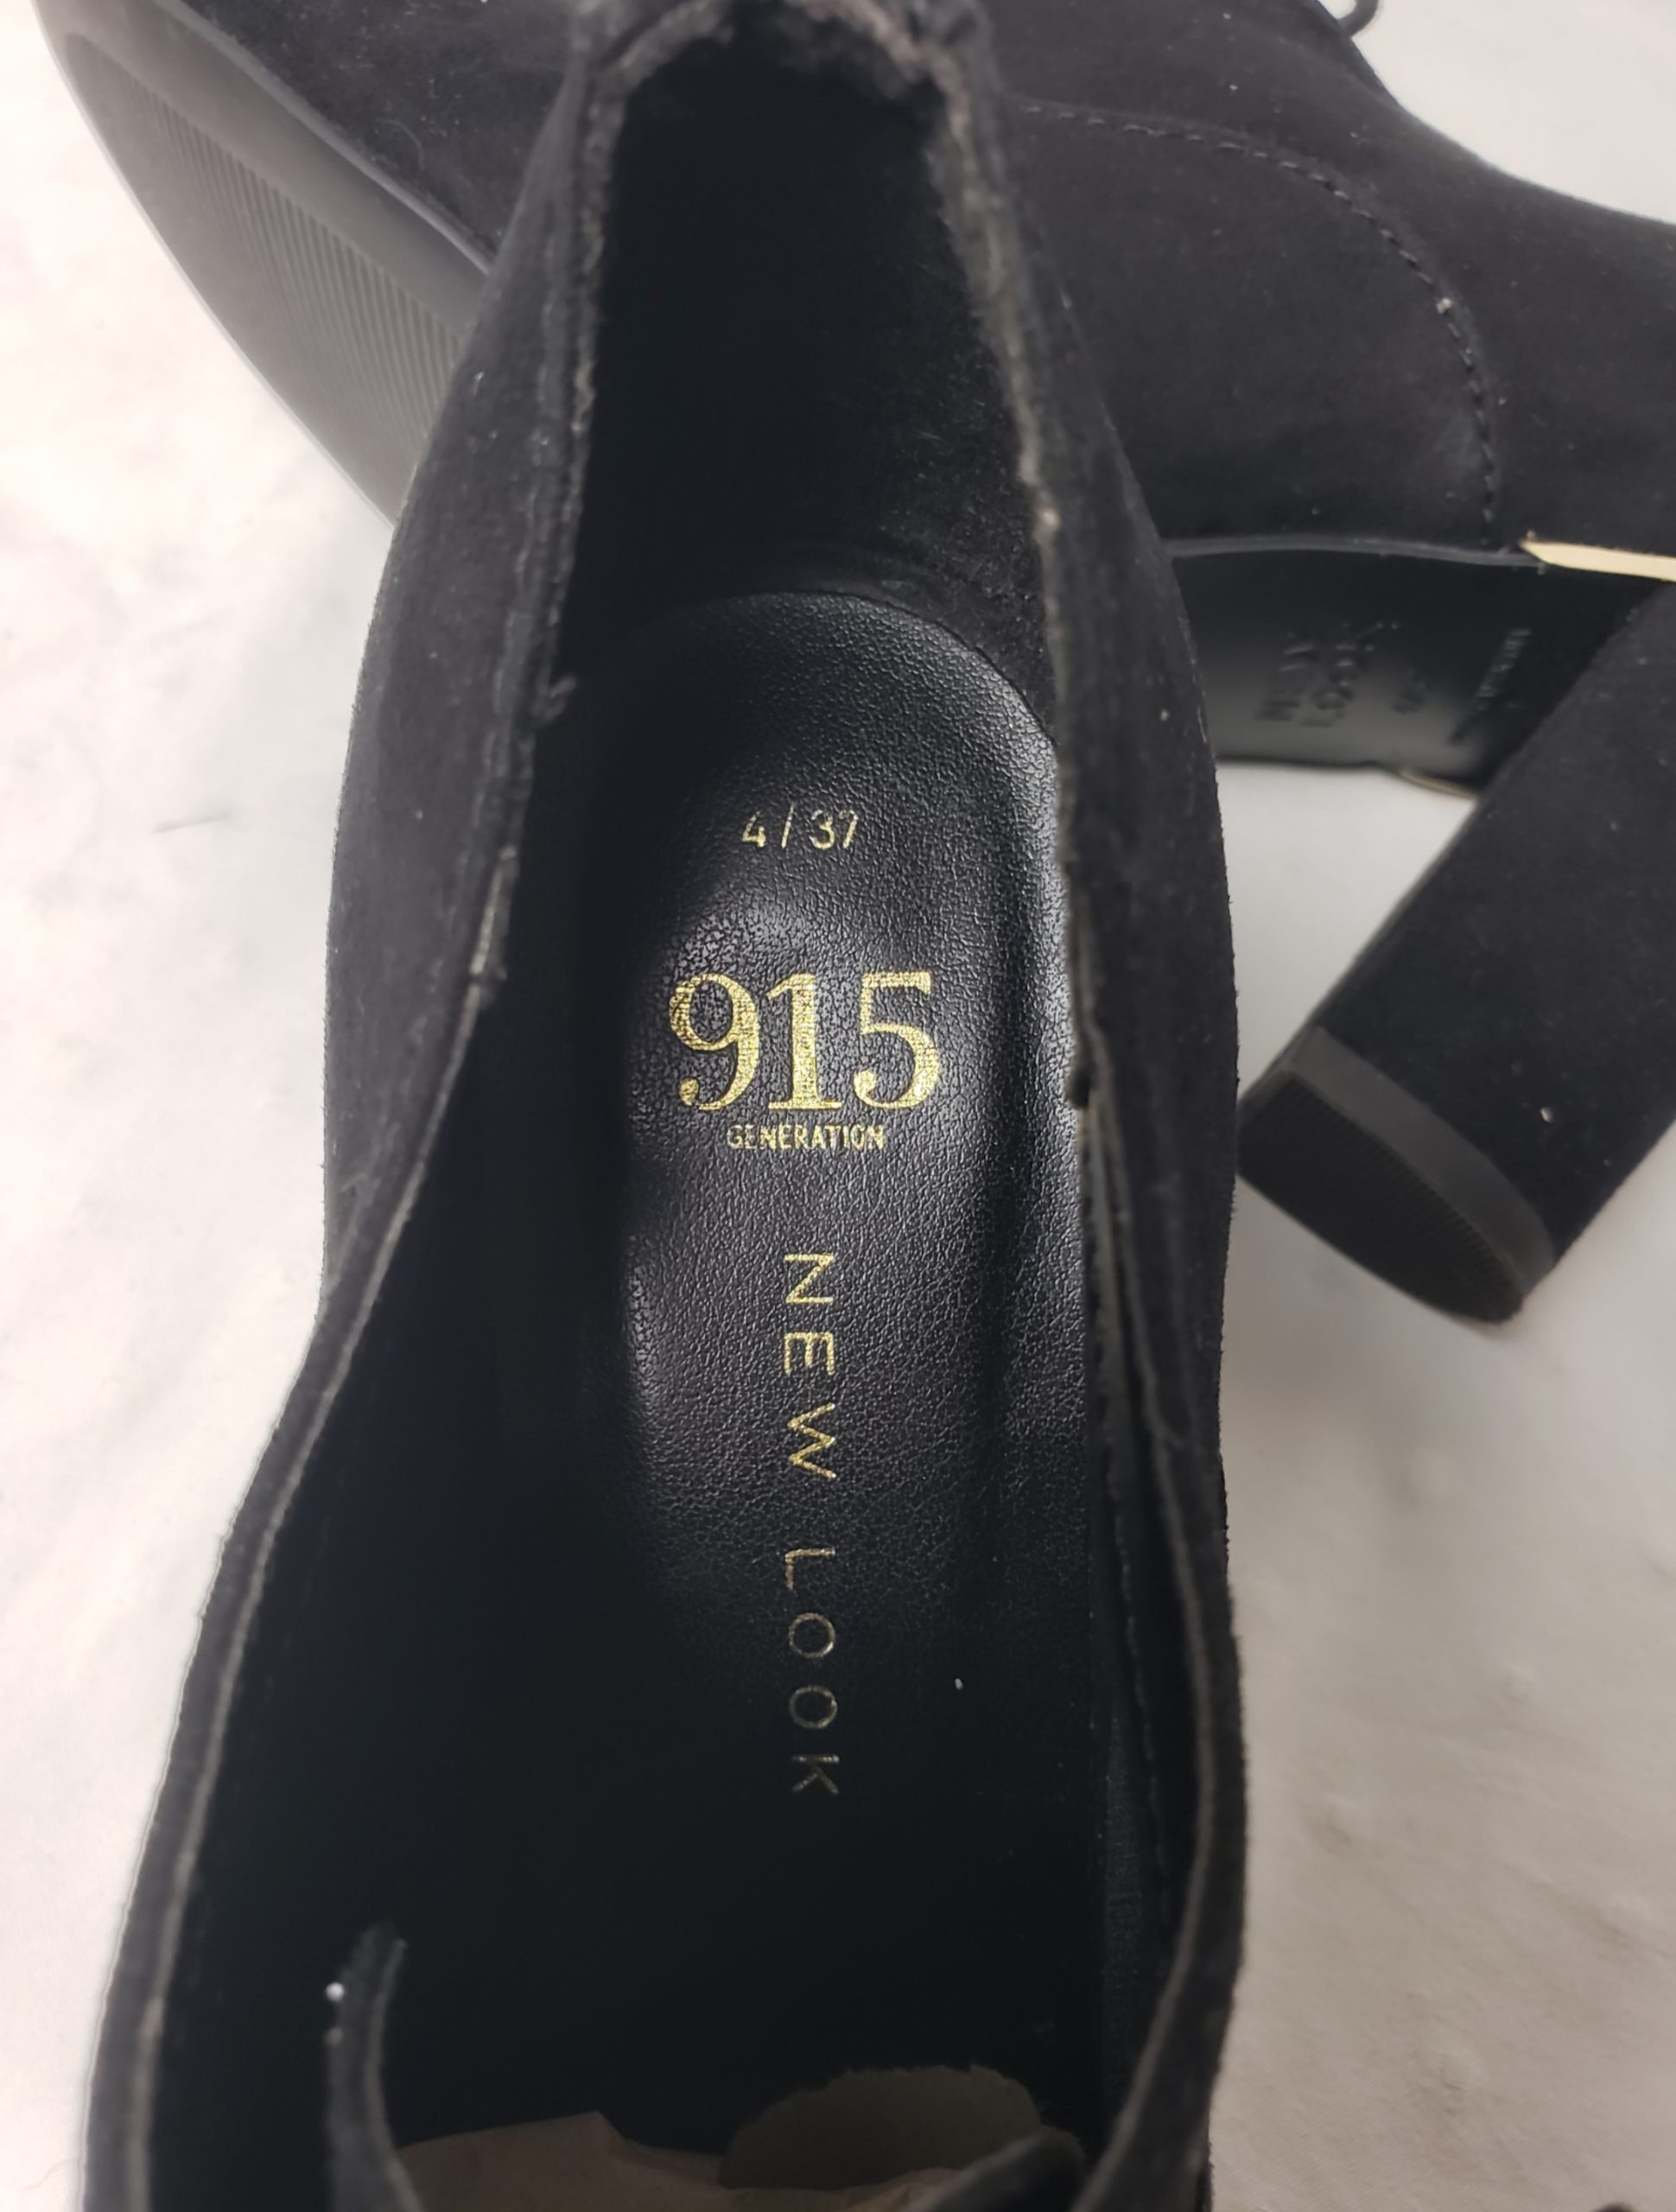 4/37
915
GENERATION
NEW LOOK